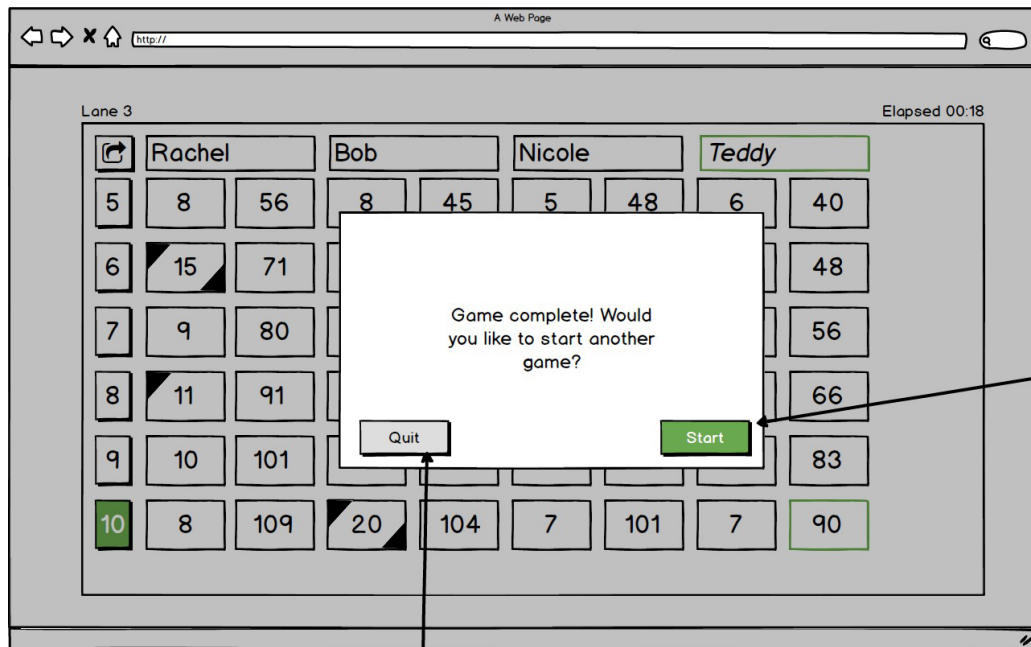 A Web Page
http://
Lane 3 Elapsed 00:18
Rachel Bob Nicole Teddy
5 8 56 8 45 5 48 6 40
6 15 71 48
7 9 80 56
8 11 91 66
9 10 101 83
10 8 109 20 104 7 101 7 90
Game complete! Would
you like to start another
game?
Quit Start